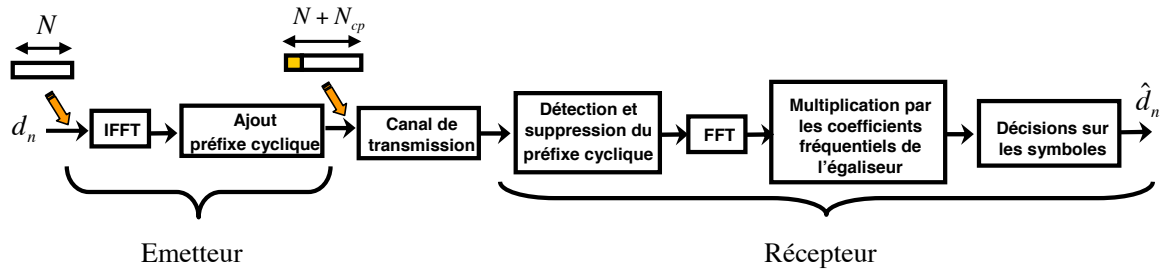 N
N + N_cp
d_n
IFFT
Ajout
préfixe cyclique
Canal de
transmission
Détection et
suppression du
préfixe cyclique
FFT
Multiplication par
les coefficients
fréquentiels de
l'égaliseur
Décisions sur
les symboles
d̂_n
Emetteur
Récepteur